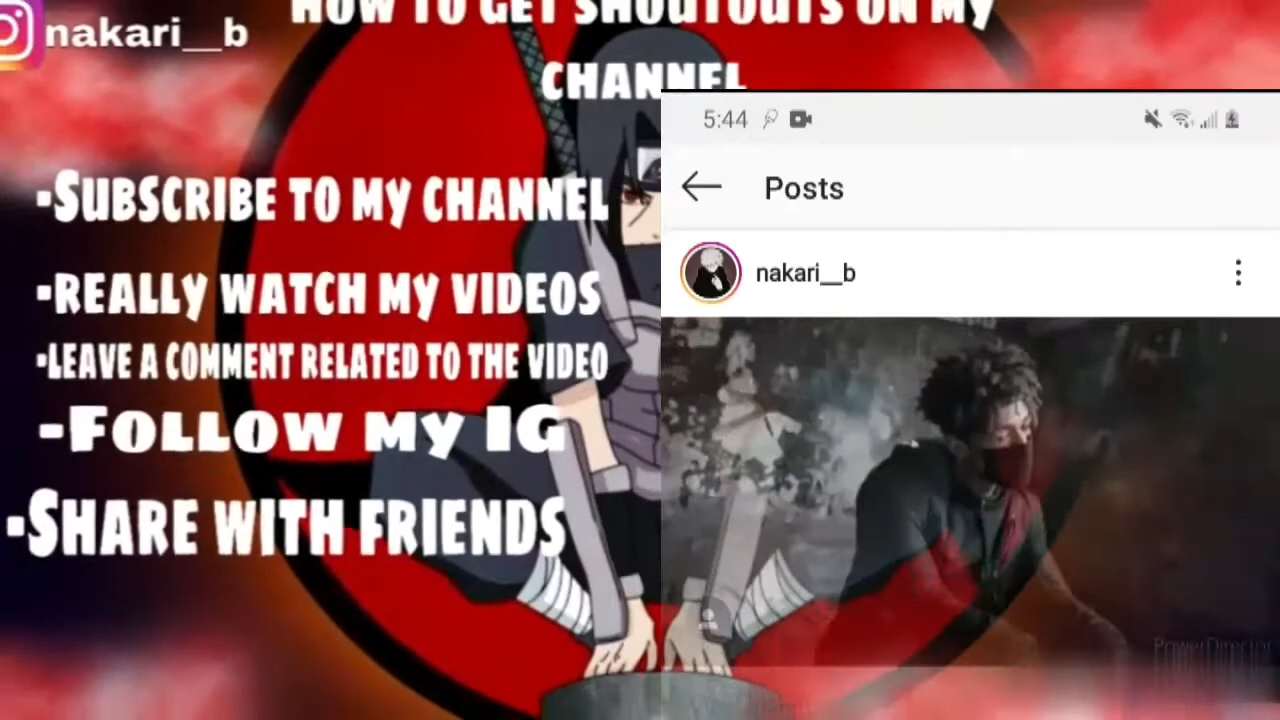 HOW TO GET SHOUTOUTS ON MY
CHANNEL
nakari__b
-SUBSCRIBE TO MY CHANNEL
-REALLY WATCH MY VIDEOS
-LEAVE A COMMENT RELATED TO THE VIDEO
-FOLLOW MY IG
-SHARE WITH FRIENDS
5:44
Posts
nakari__b
PowerDirector